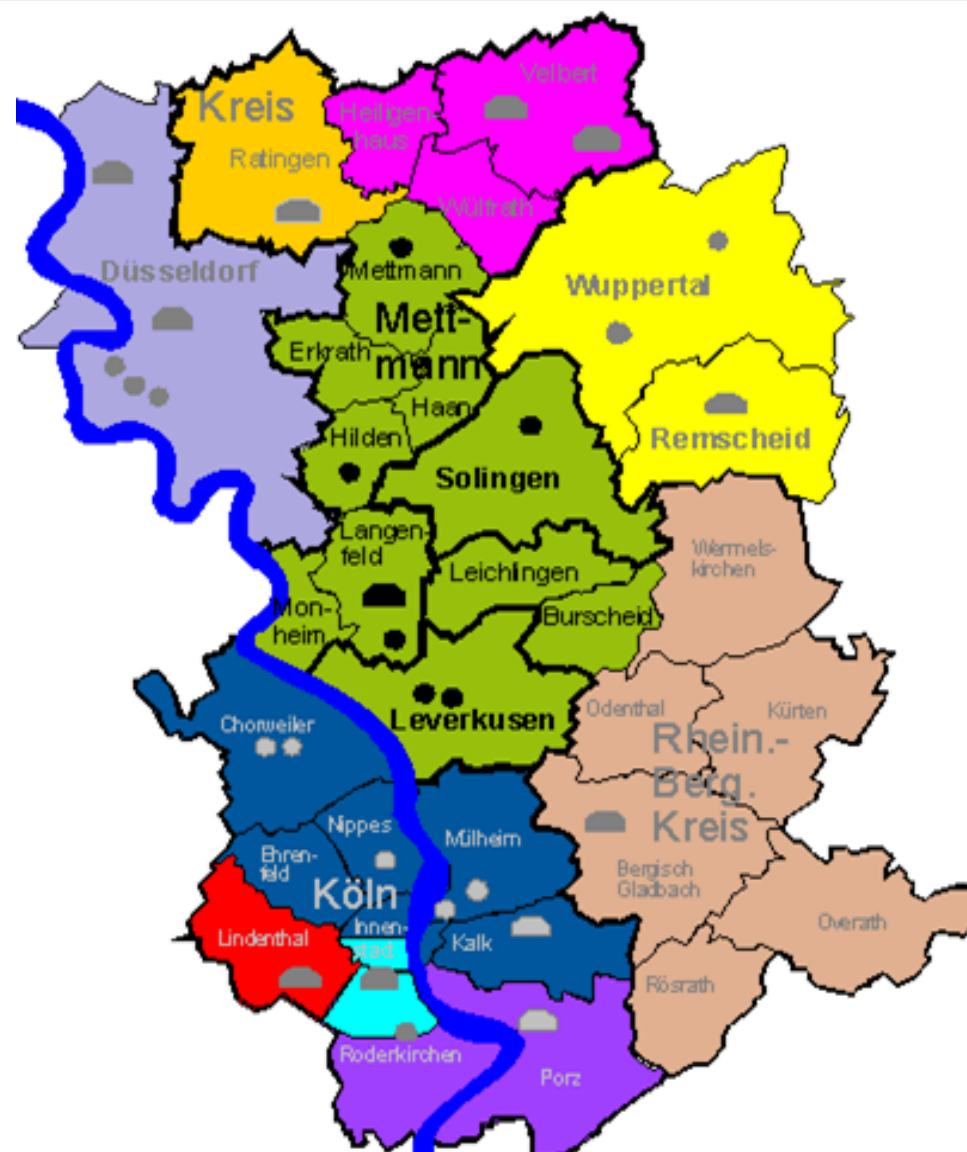 Velbert
Kreis
Heiligen-
haus
Ratingen
Wülfrath
Düsseldorf
Mettmann
Wuppertal
Mett-
mann
Erkrath
Haan
Hilden
Remscheid
Solingen
Langen-
feld
Wermels-
kirchen
Leichlingen
Mon-
heim
Burscheid
Leverkusen
Odenthal
Kürten
Chorweiler
Rhein.-
Berg.
Kreis
Nippes
Mülheim
Ehren-
feld
Bergisch
Gladbach
Köln
Innen-
stadt
Lindenthal
Kalk
Overath
Rösrath
Roderkirchen
Porz